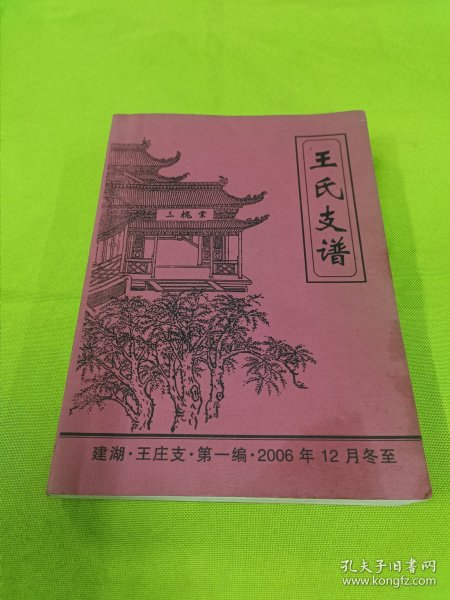 王氏支谱
三槐堂
建湖·王庄支·第一编·2006年12月冬至
孔夫子旧书网
www.kongfz.com